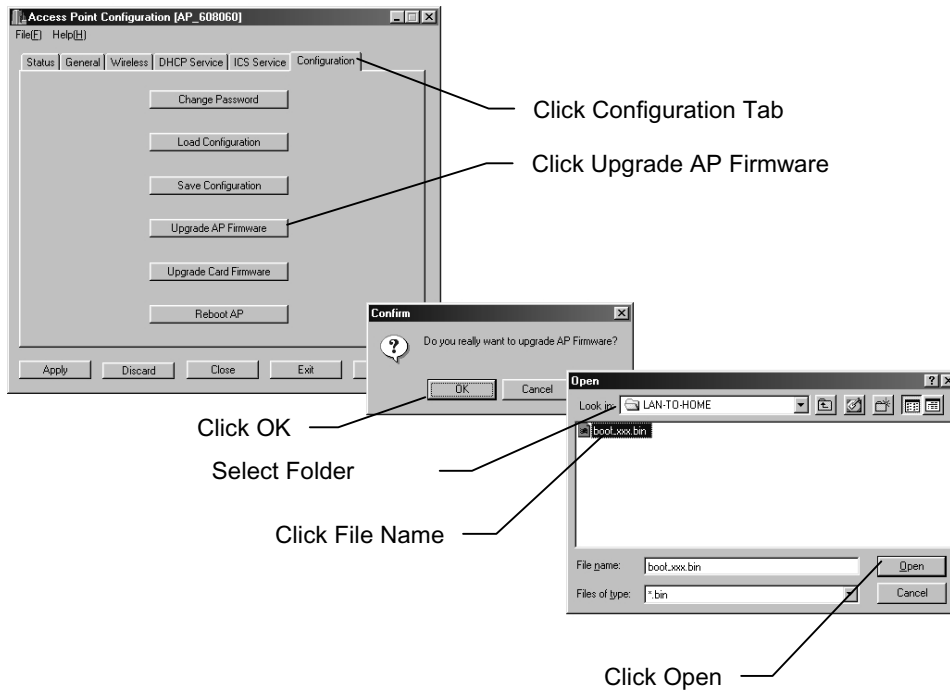 Access Point Configuration [AP_608060]
File(F) Help(H)
Status General Wireless DHCP Service ICS Service Configuration
Change Password
Load Configuration
Save Configuration
Upgrade AP Firmware
Upgrade Card Firmware
Reboot AP
Apply Discard Close Exit
Click Configuration Tab
Click Upgrade AP Firmware
Confirm
Do you really want to upgrade AP Firmware?
OK Cancel
Click OK
Select Folder
Click File Name
Open
Look in: LAN-TO-HOME
boot_xxx.bin
File name: boot_xxx.bin Open
Files of type: *.bin Cancel
Click Open